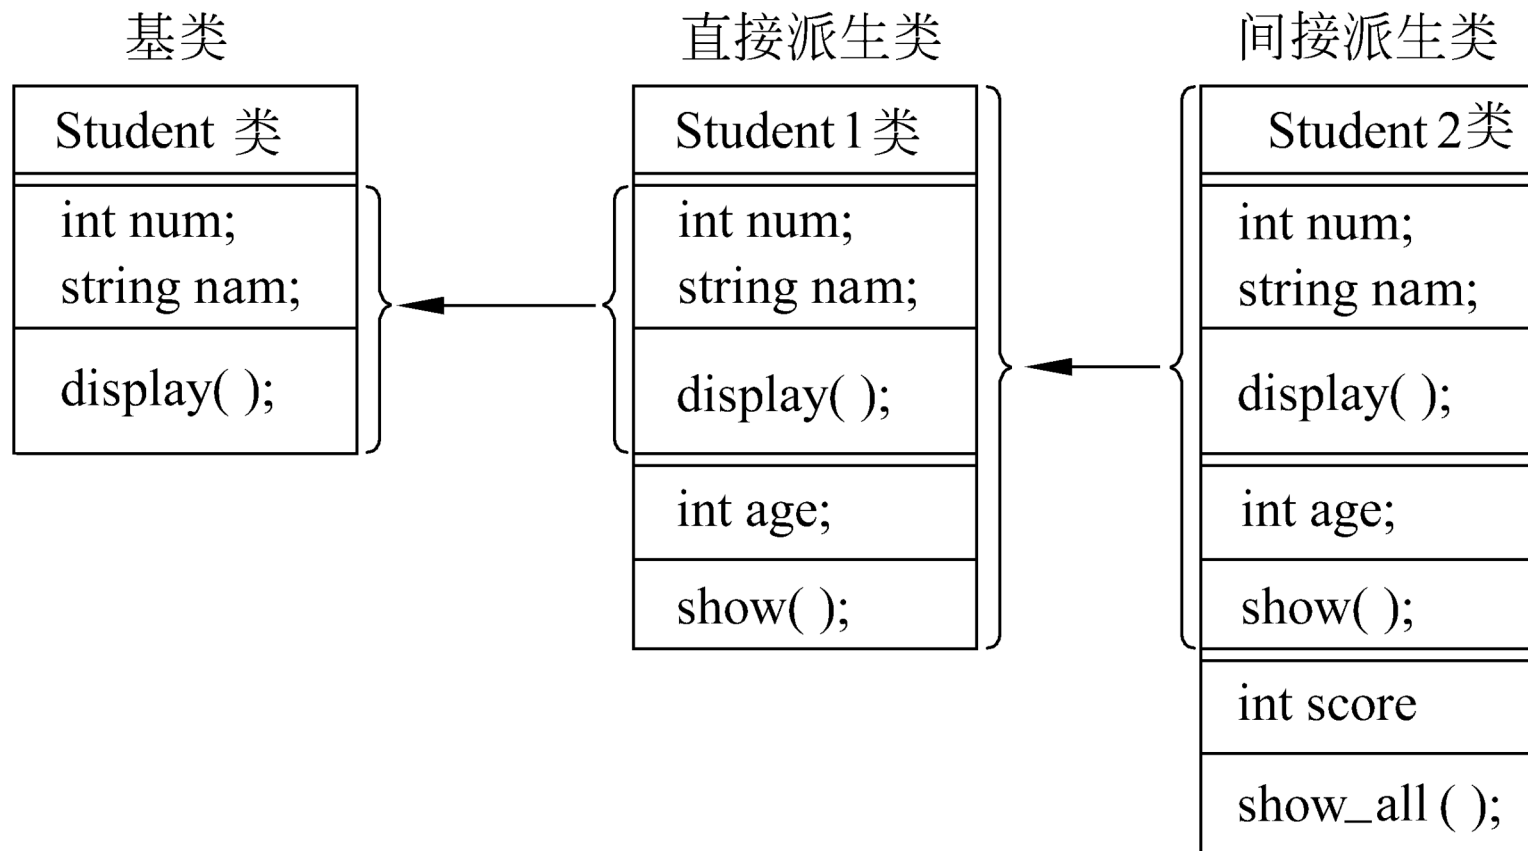 基类
Student 类
int num;
string nam;
display( );
直接派生类
Student 1类
int num;
string nam;
display( );
int age;
show( );
间接派生类
Student 2类
int num;
string nam;
display( );
int age;
show( );
int score
show_all ( );